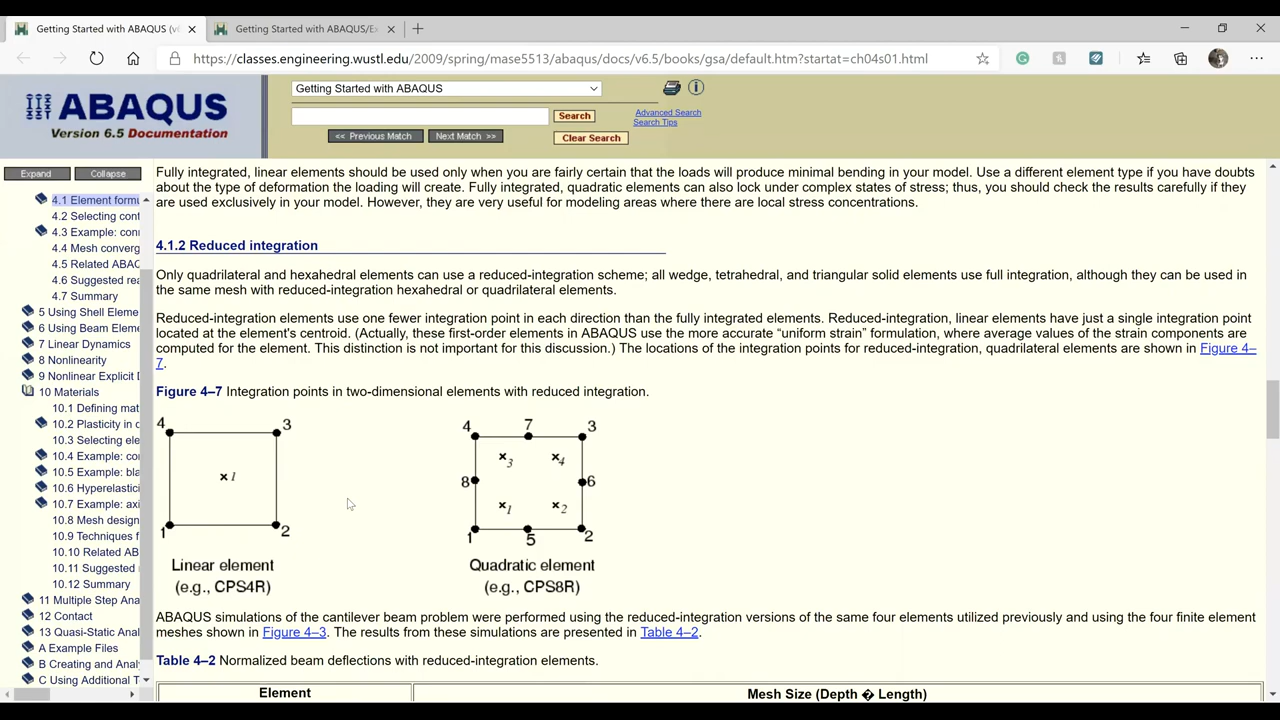 Getting Started with ABAQUS (v6
Getting Started with ABAQUS/Ex
https://classes.engineering.wustl.edu/2009/spring/mase5513/abaqus/docs/v6.5/books/gsa/default.htm?startat=ch04s01.html
ABAQUS
Version 6.5 Documentation
Getting Started with ABAQUS
Search
Advanced Search
Search Tips
<< Previous Match
Next Match >>
Clear Search
Expand
Collapse
4.1 Element formu
4.2 Selecting cont
4.3 Example: conn
4.4 Mesh converg
4.5 Related ABAQ
4.6 Suggested rea
4.7 Summary
5 Using Shell Eleme
6 Using Beam Eleme
7 Linear Dynamics
8 Nonlinearity
9 Nonlinear Explicit D
10 Materials
10.1 Defining mat
10.2 Plasticity in d
10.3 Selecting ele
10.4 Example: con
10.5 Example: bla
10.6 Hyperelastici
10.7 Example: axi
10.8 Mesh design
10.9 Techniques f
10.10 Related AB
10.11 Suggested r
10.12 Summary
11 Multiple Step Ana
12 Contact
13 Quasi-Static Anal
A Example Files
B Creating and Analy
C Using Additional T
Fully integrated, linear elements should be used only when you are fairly certain that the loads will produce minimal bending in your model. Use a different element type if you have doubts
about the type of deformation the loading will create. Fully integrated, quadratic elements can also lock under complex states of stress; thus, you should check the results carefully if they
are used exclusively in your model. However, they are very useful for modeling areas where there are local stress concentrations.
4.1.2 Reduced integration
Only quadrilateral and hexahedral elements can use a reduced-integration scheme; all wedge, tetrahedral, and triangular solid elements use full integration, although they can be used in
the same mesh with reduced-integration hexahedral or quadrilateral elements.
Reduced-integration elements use one fewer integration point in each direction than the fully integrated elements. Reduced-integration, linear elements have just a single integration point
located at the element's centroid. (Actually, these first-order elements in ABAQUS use the more accurate “uniform strain” formulation, where average values of the strain components are
computed for the element. This distinction is not important for this discussion.) The locations of the integration points for reduced-integration, quadrilateral elements are shown in Figure 4–
7.
Figure 4–7 Integration points in two-dimensional elements with reduced integration.
4 3
1
1 2
Linear element
(e.g., CPS4R)
4 7 3
3 4
8 6
1 2
1 5 2
Quadratic element
(e.g., CPS8R)
ABAQUS simulations of the cantilever beam problem were performed using the reduced-integration versions of the same four elements utilized previously and using the four finite element
meshes shown in Figure 4–3. The results from these simulations are presented in Table 4–2.
Table 4–2 Normalized beam deflections with reduced-integration elements.
Element
Mesh Size (Depth � Length)